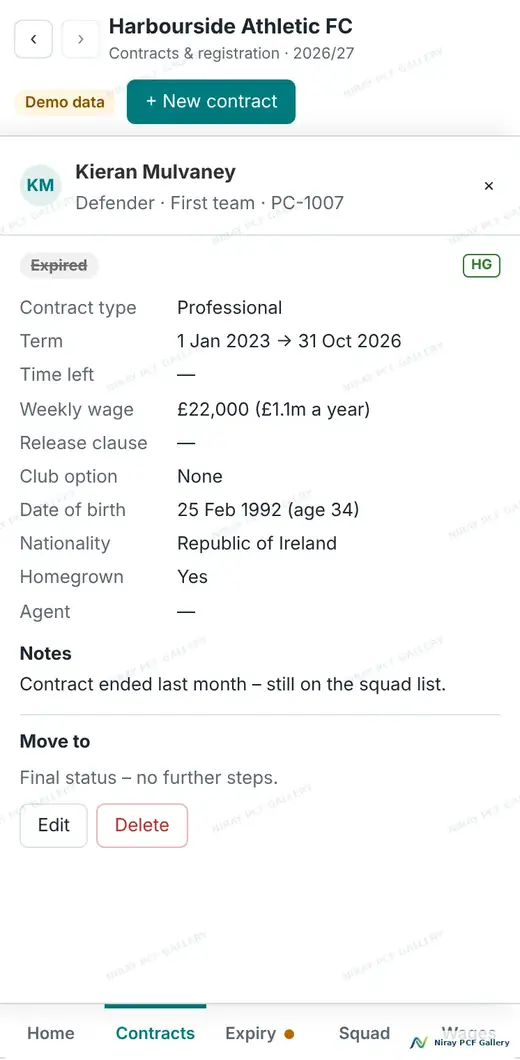 ‹ › Harbourside Athletic FC
Contracts & registration · 2026/27
Demo data + New contract
KM Kieran Mulvaney ×
Defender · First team · PC-1007
Expired HG
Contract type Professional
Term 1 Jan 2023 → 31 Oct 2026
Time left —
Weekly wage £22,000 (£1.1m a year)
Release clause —
Club option None
Date of birth 25 Feb 1992 (age 34)
Nationality Republic of Ireland
Homegrown Yes
Agent —
Notes
Contract ended last month – still on the squad list.
Move to
Final status – no further steps.
Edit Delete
Home Contracts Expiry Squad Wages
Niray PCF Gallery
NIRAY PCF GALLERY